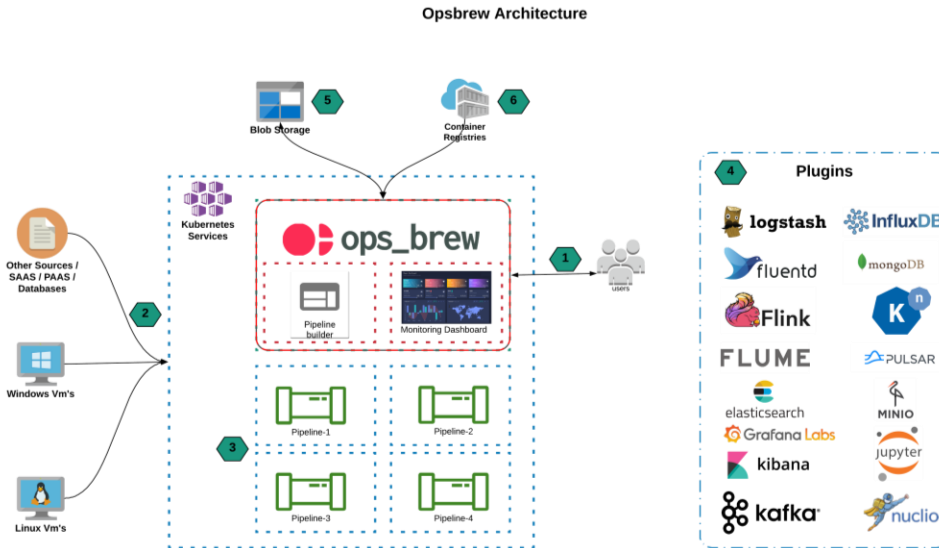 Opsbrew Architecture
5
6
Blob Storage
Container
Registries
4
Plugins
Kubernetes
Services
logstash
InfluxDB
ops_brew
Other Sources /
SAAS / PAAS /
Databases
1
users
fluentd
mongoDB
2
Pipeline
builder
Monitoring Dashboard
Flink
K
n
Windows Vm's
FLUME
PULSAR
Pipeline-1
Pipeline-2
elasticsearch
MINIO
3
Grafana Labs
kibana
jupyter
Linux Vm's
Pipeline-3
Pipeline-4
kafka
nuclio